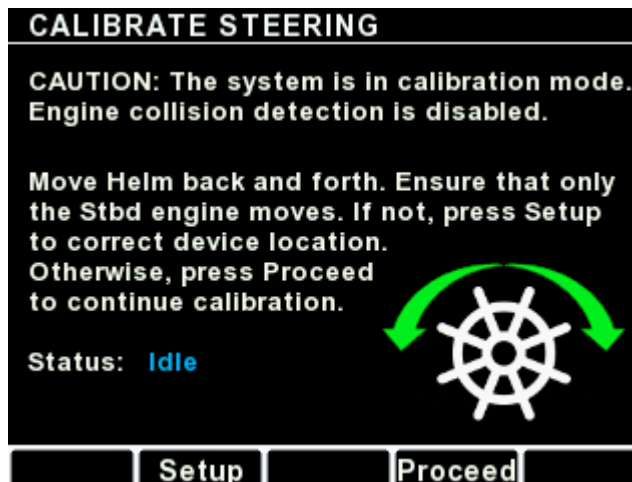 CALIBRATE STEERING
CAUTION: The system is in calibration mode.
Engine collision detection is disabled.
Move Helm back and forth. Ensure that only
the Stbd engine moves. If not, press Setup
to correct device location.
Otherwise, press Proceed
to continue calibration.
Status: Idle
Setup Proceed